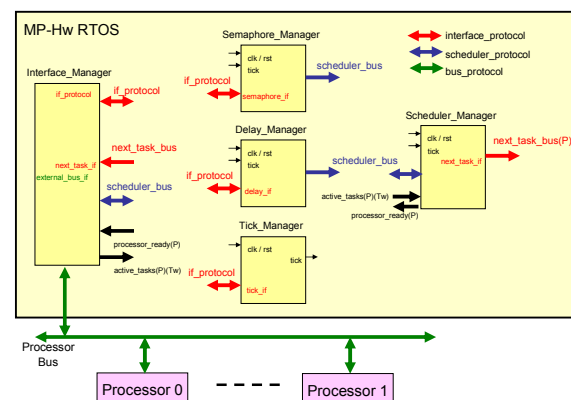 MP-Hw RTOS
interface_protocol
scheduler_protocol
bus_protocol
Semaphore_Manager
clk / rst
tick
semaphore_if
if_protocol
scheduler_bus
Interface_Manager
if_protocol
next_task_if
external_bus_if
if_protocol
next_task_bus
scheduler_bus
processor_ready(P)
active_tasks(P)(Tw)
Delay_Manager
clk / rst
tick
delay_if
if_protocol
scheduler_bus
Scheduler_Manager
clk / rst
tick
next_task_if
next_task_bus(P)
scheduler_bus
active_tasks(P)(Tw)
processor_ready(P)
Tick_Manager
clk / rst
tick
tick_if
if_protocol
Processor
Bus
Processor 0
Processor 1